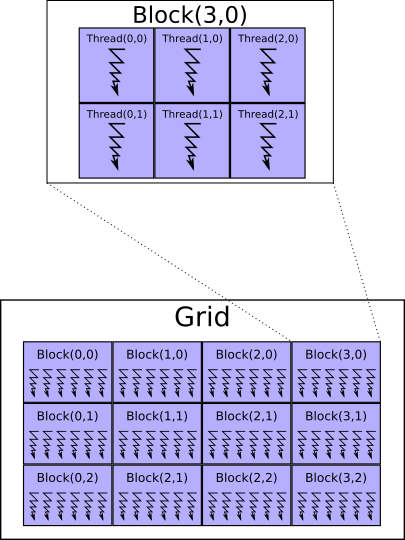 Block(3,0)
Thread(0,0) Thread(1,0) Thread(2,0)
Thread(0,1) Thread(1,1) Thread(2,1)
Grid
Block(0,0) Block(1,0) Block(2,0) Block(3,0)
Block(0,1) Block(1,1) Block(2,1) Block(3,1)
Block(0,2) Block(2,1) Block(2,2) Block(3,2)